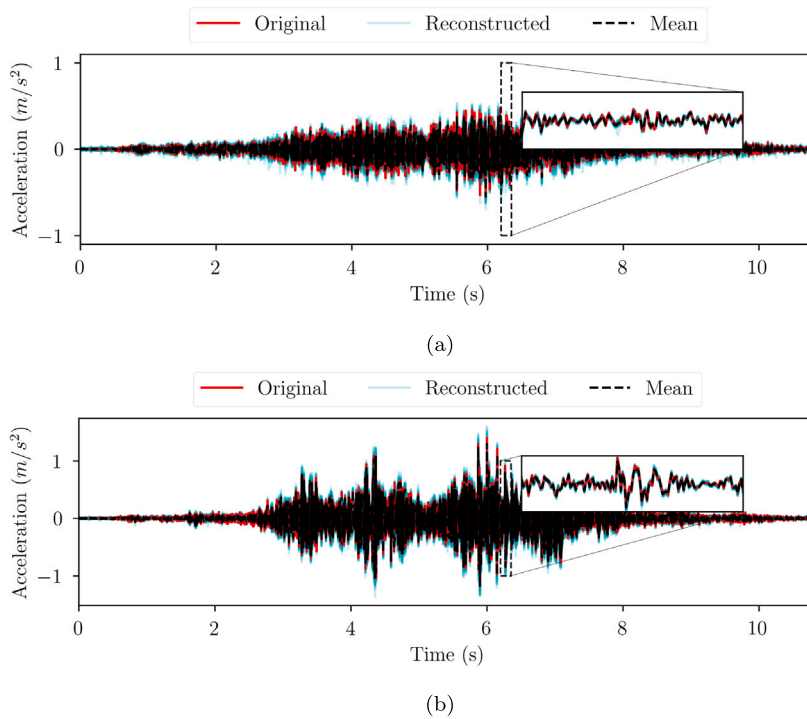 Original Reconstructed Mean
Acceleration (m/s²)
1
0
−1
0 2 4 6 8 10
Time (s)
(a)
Original Reconstructed Mean
Acceleration (m/s²)
1
0
−1
0 2 4 6 8 10
Time (s)
(b)